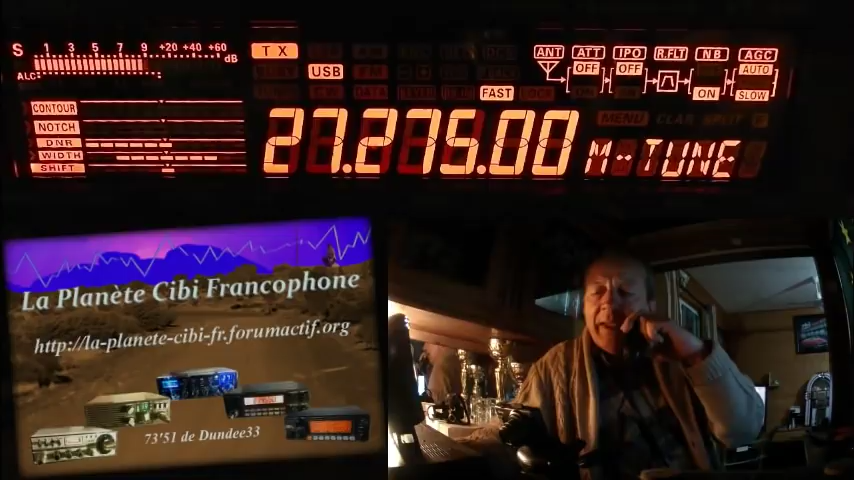 S 1 3 5 7 9 +20 +40 +60 dB
ALC:
TX
USB
FAST
ANT ATT IPO R.FLT NB AGC
OFF OFF AUTO
ON SLOW
CONTOUR
NOTCH
DNR
WIDTH
SHIFT
27.275.00 M-TUNE
MENU CLAR SPLIT
La Planète Cibi Francophone
http://la-planete-cibi-fr.forumactif.org
73'51 de Dundee33